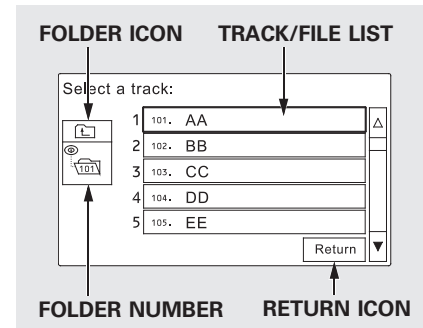 FOLDER ICON TRACK/FILE LIST
Select a track:
1 101. AA
2 102. BB
101
3 103. CC
4 104. DD
5 105. EE
Return
FOLDER NUMBER RETURN ICON